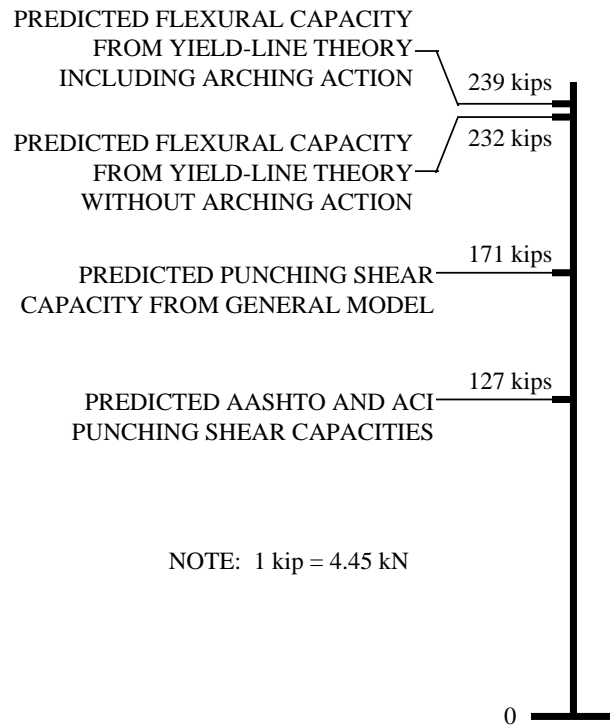 PREDICTED FLEXURAL CAPACITY
FROM YIELD-LINE THEORY
INCLUDING ARCHING ACTION
239 kips
PREDICTED FLEXURAL CAPACITY
FROM YIELD-LINE THEORY
WITHOUT ARCHING ACTION
232 kips
171 kips
PREDICTED PUNCHING SHEAR
CAPACITY FROM GENERAL MODEL
127 kips
PREDICTED AASHTO AND ACI
PUNCHING SHEAR CAPACITIES
NOTE:  1 kip = 4.45 kN
0